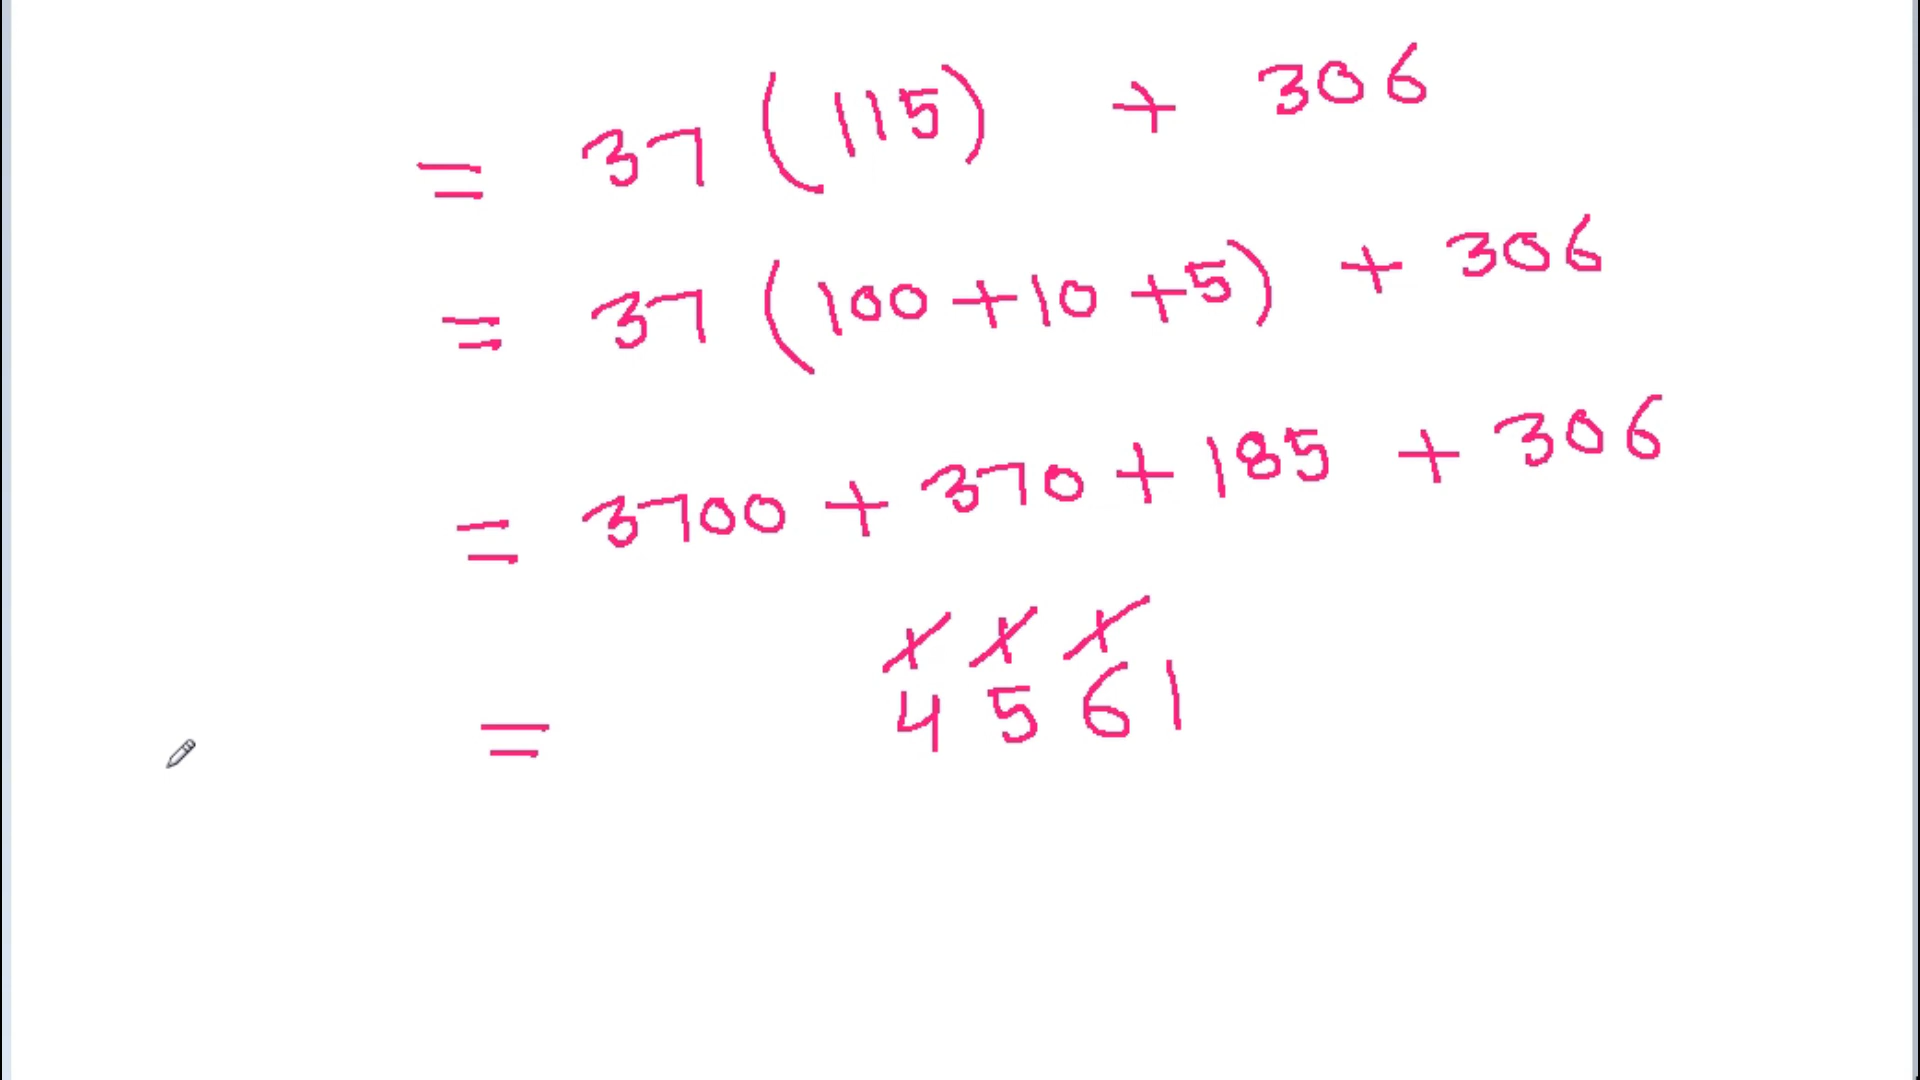 = 37 (115) + 306
= 37 (100 + 10 + 5) + 306
= 3700 + 370 + 185 + 306
1 1 1
= 4561